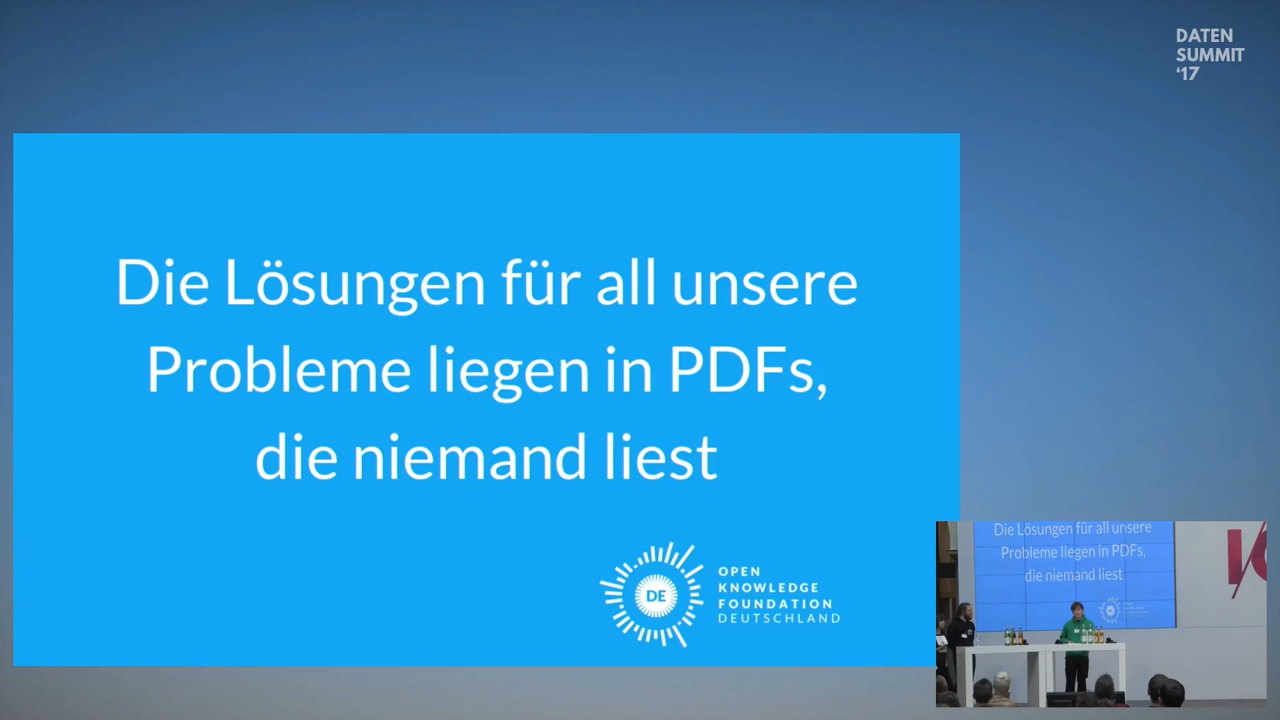 DATEN
SUMMIT
‘17
Die Lösungen für all unsere
Probleme liegen in PDFs,
die niemand liest
DE
OPEN
KNOWLEDGE
FOUNDATION
DEUTSCHLAND
Die Lösungen für all unsere
Probleme liegen in PDFs,
die niemand liest